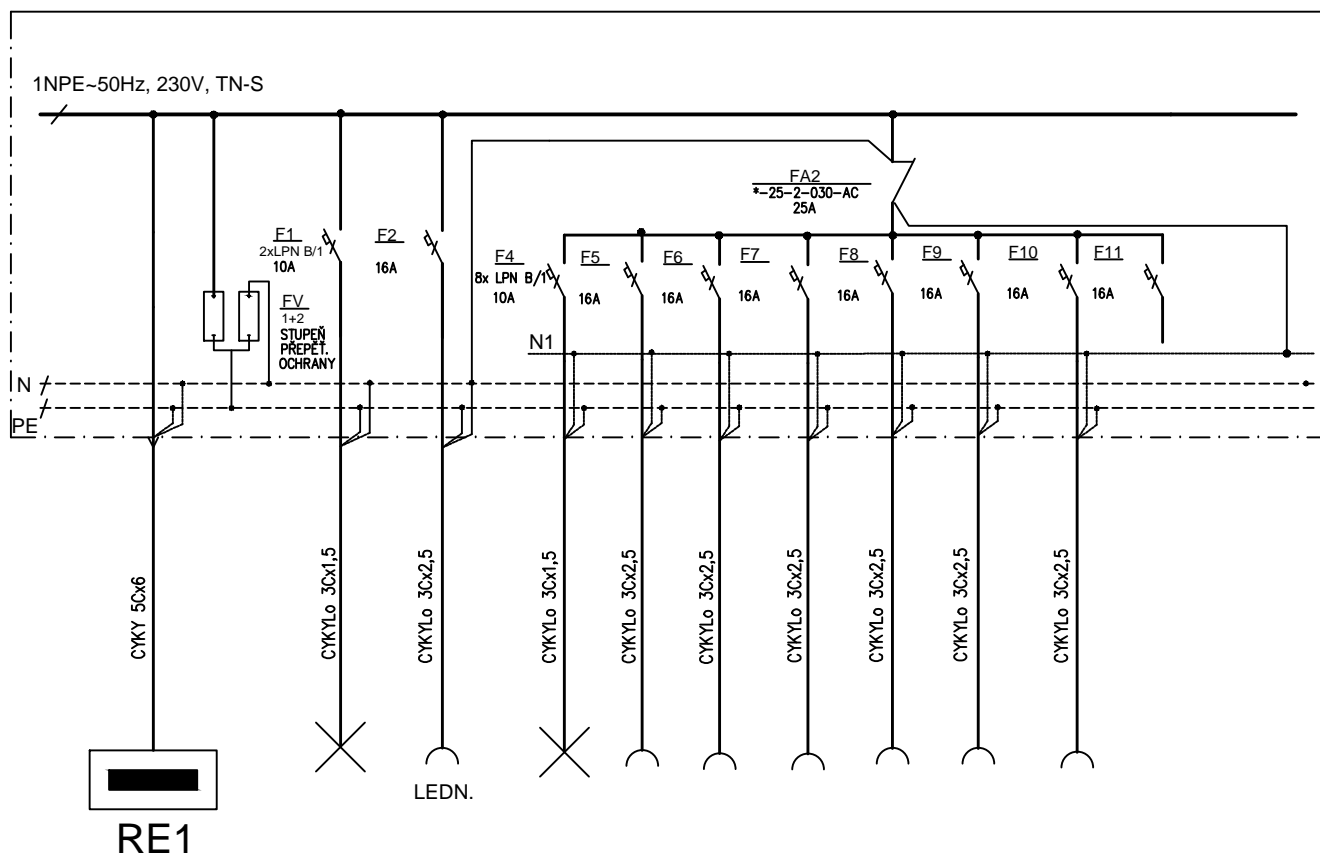 1NPE~50Hz, 230V, TN-S
FA2
*-25-2-030-AC
25A
F1
2xLPN B/1
10A
F2
16A
F4
8x LPN B/1
10A
F5
16A
F6
16A
F7
16A
F8
16A
F9
16A
F10
16A
F11
16A
FV
1+2
STUPEŇ
PŘEPĚŤ.
OCHRANY
N1
N
PE
CYKY 5Cx6
CYKYLo 3Cx1,5
CYKYLo 3Cx2,5
CYKYLo 3Cx1,5
CYKYLo 3Cx2,5
CYKYLo 3Cx2,5
CYKYLo 3Cx2,5
CYKYLo 3Cx2,5
CYKYLo 3Cx2,5
CYKYLo 3Cx2,5
LEDN.
RE1